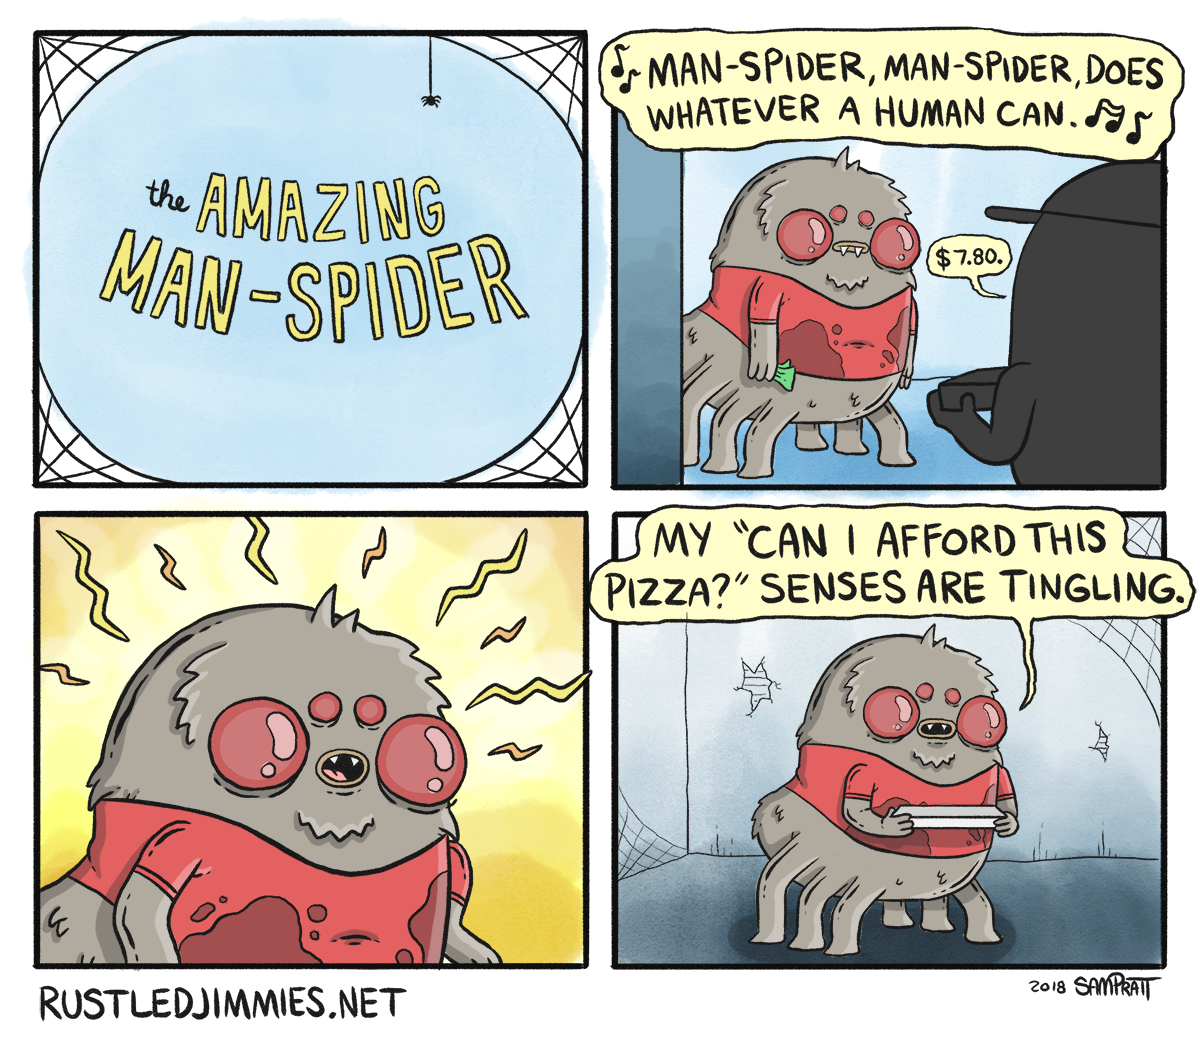 the AMAZING
MAN-SPIDER
MAN-SPIDER, MAN-SPIDER, DOES
WHATEVER A HUMAN CAN.
$7.80.
MY "CAN I AFFORD THIS
PIZZA?" SENSES ARE TINGLING.
RUSTLEDJIMMIES.NET
2018 SAMPRATT